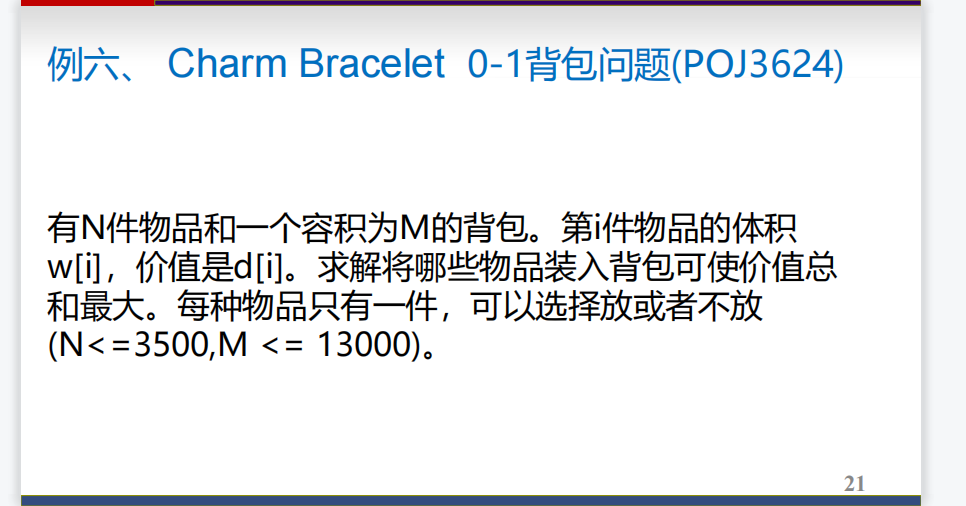 例六、 Charm Bracelet 0-1背包问题(POJ3624)
有N件物品和一个容积为M的背包。第i件物品的体积
w[i]，价值是d[i]。求解将哪些物品装入背包可使价值总
和最大。每种物品只有一件，可以选择放或者不放
(N<=3500,M <= 13000)。
21